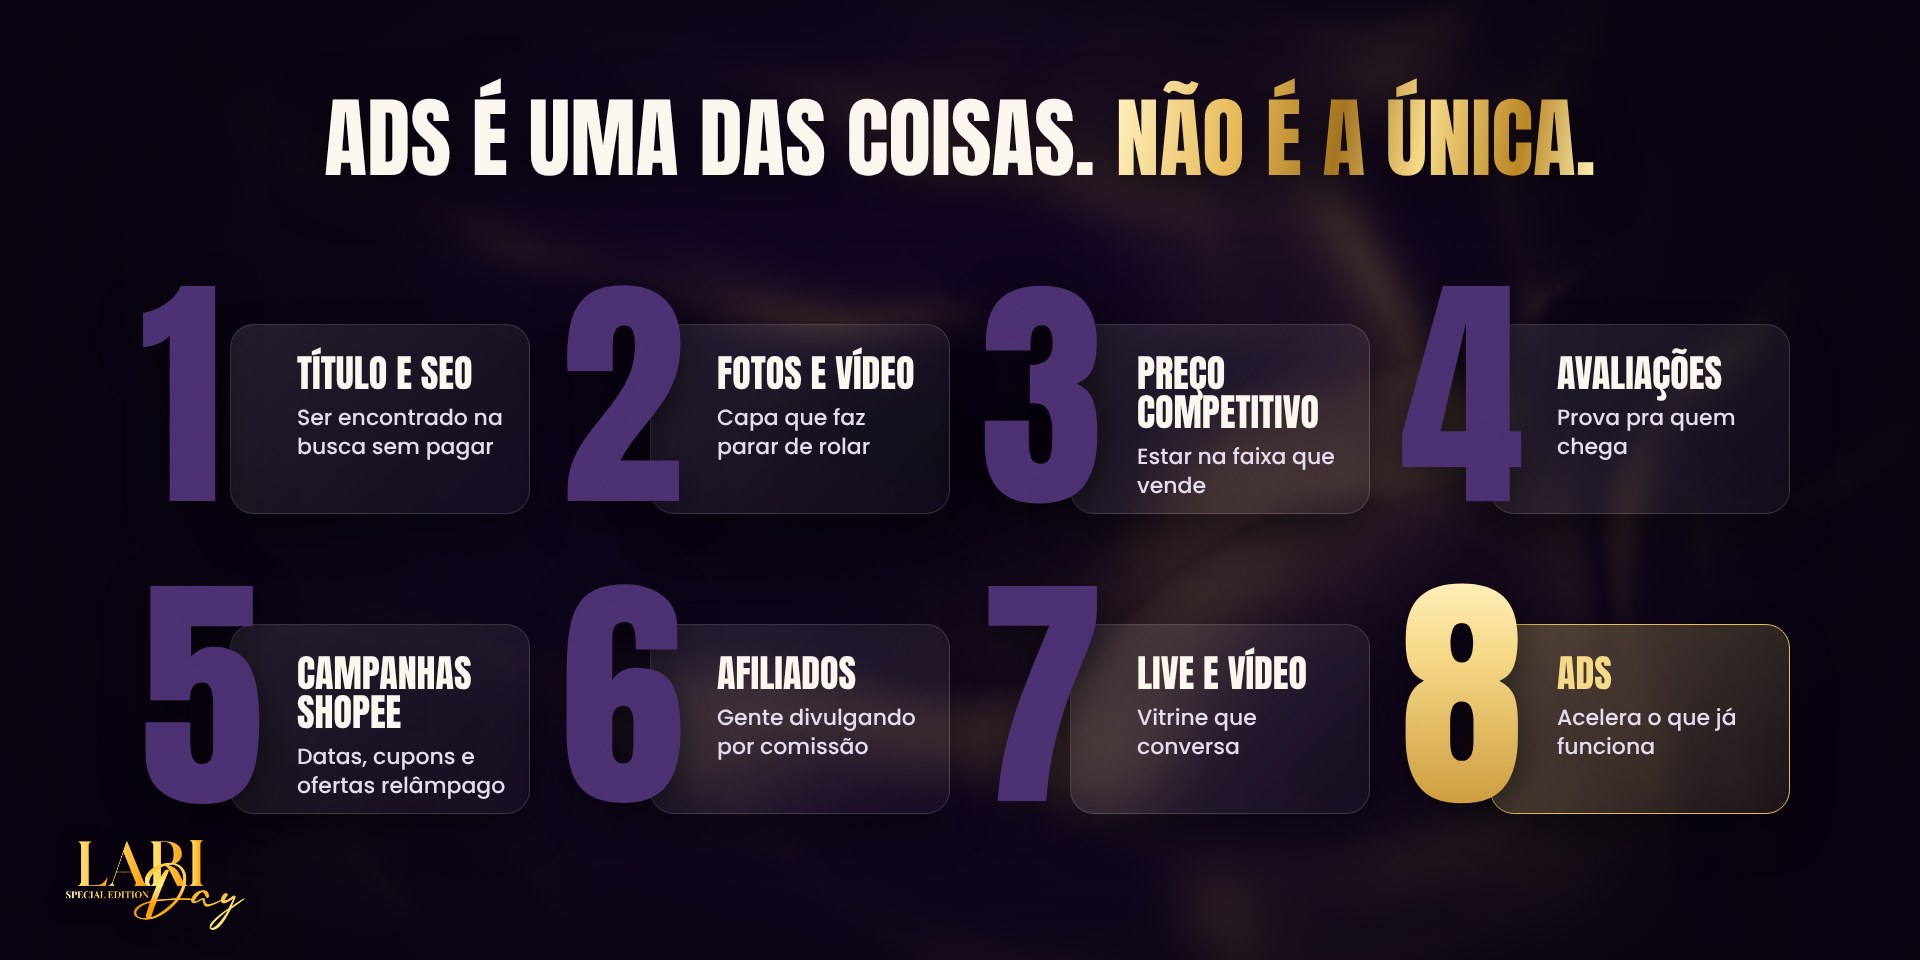 ADS É UMA DAS COISAS. NÃO É A ÚNICA.
1
TÍTULO E SEO
Ser encontrado na
busca sem pagar
2
FOTOS E VÍDEO
Capa que faz
parar de rolar
3
PREÇO
COMPETITIVO
Estar na faixa que
vende
4
AVALIAÇÕES
Prova pra quem
chega
5
CAMPANHAS
SHOPEE
Datas, cupons e
ofertas relâmpago
6
AFILIADOS
Gente divulgando
por comissão
7
LIVE E VÍDEO
Vitrine que
conversa
8
ADS
Acelera o que já
funciona
LABI
SPECIAL EDITION
Day